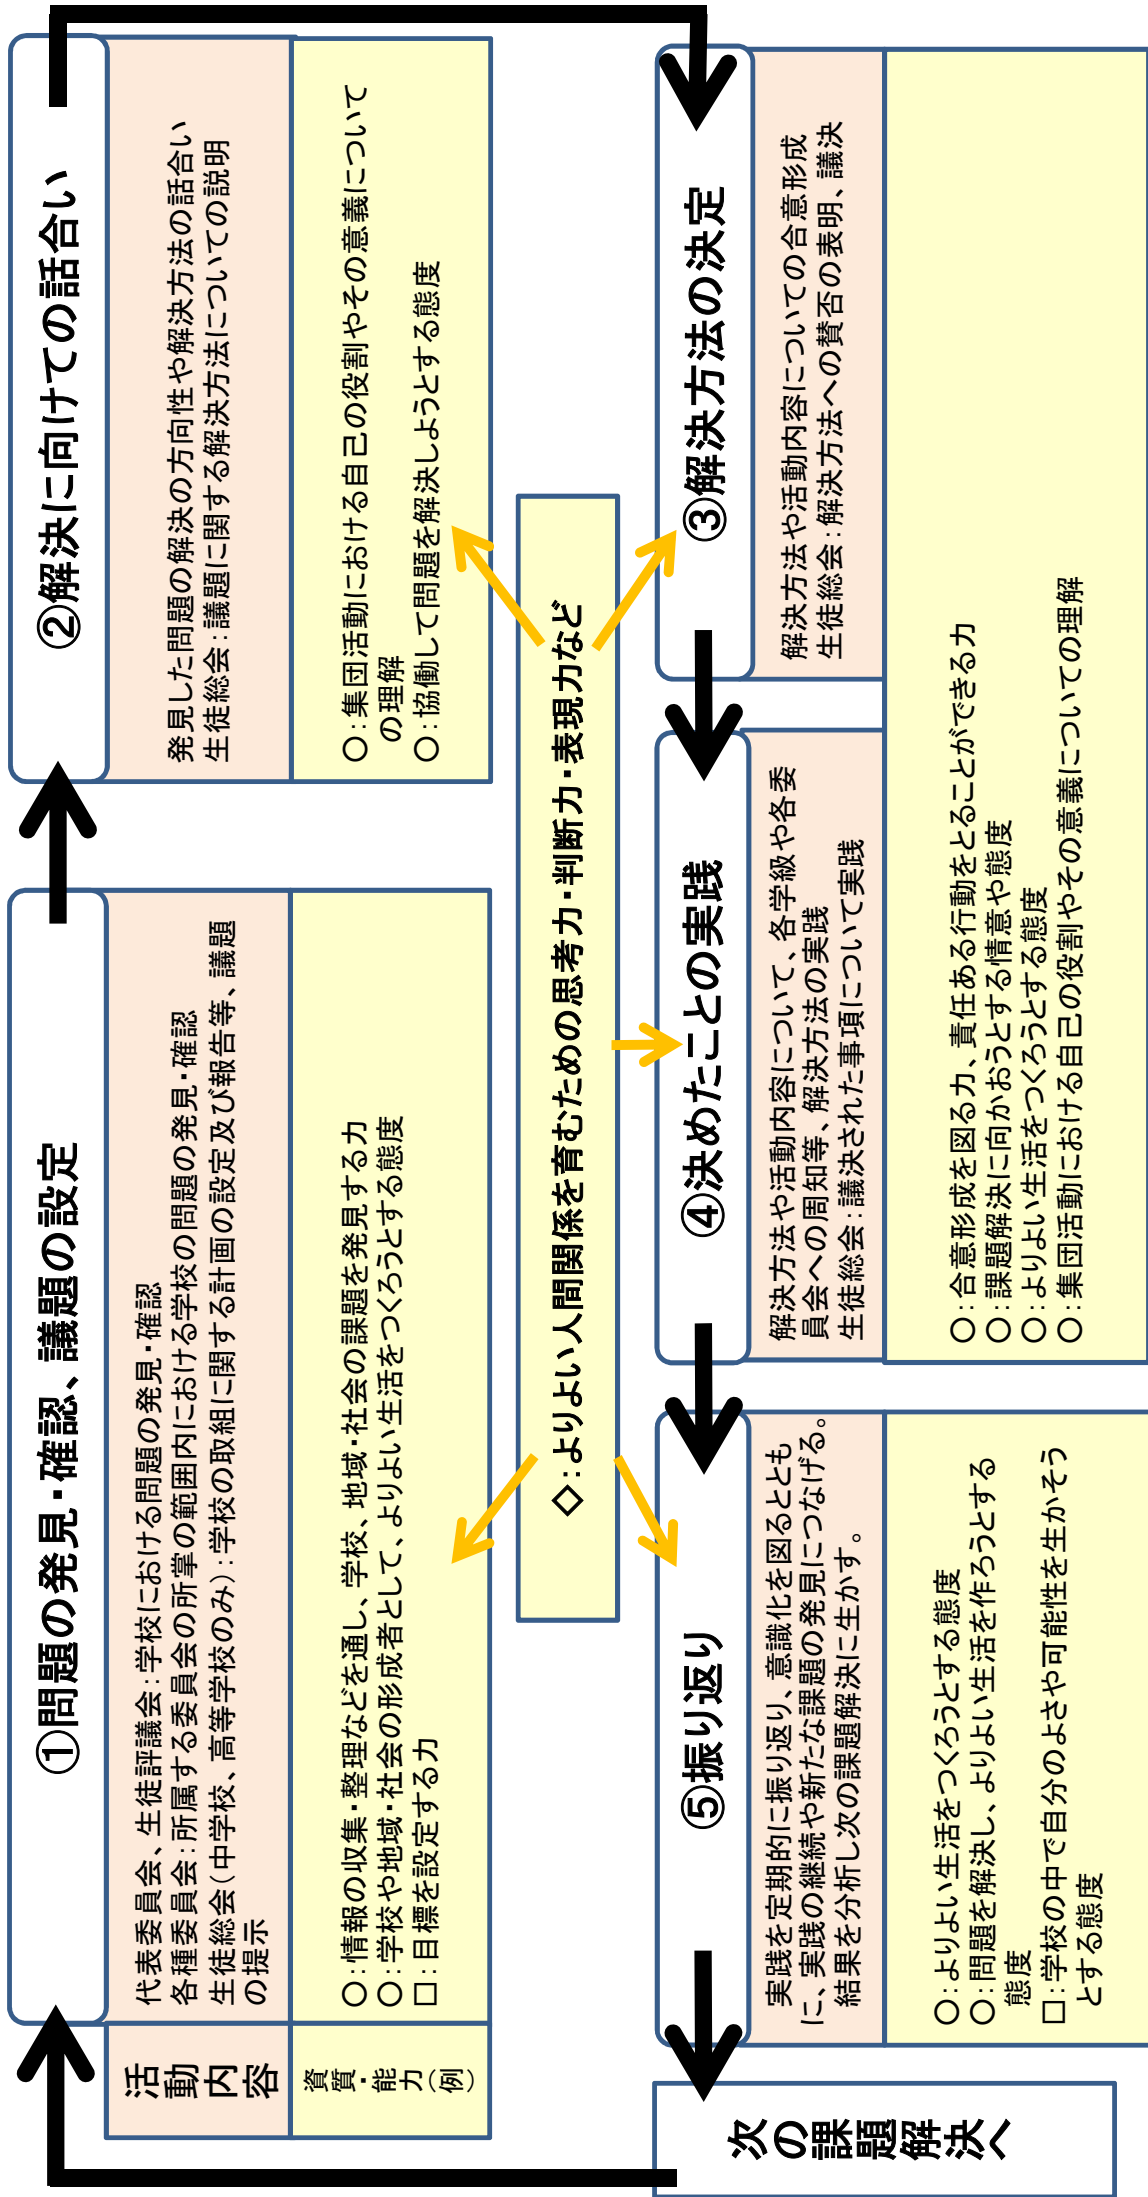 ①問題の発見・確認、議題の設定
活動内容
代表委員会、生徒評議会：学校における問題の発見・確認
各種委員会：所属する委員会の所掌の範囲内における学校の問題の発見・確認
生徒総会（中学校、高等学校のみ）：学校の取組に関する計画の設定及び報告等、議題
の提示
資質・能力（例）
○：情報の収集・整理などを通し、学校、地域・社会の課題を発見する力
○：学校や地域・社会の形成者として、よりよい生活をつくろうとする態度
□：目標を設定する力
②解決に向けての話合い
発見した問題の解決の方向性や解決方法の話合い
生徒総会：議題に関する解決方法についての説明
○：集団活動における自己の役割やその意義について
の理解
○：協働して問題を解決しようとする態度
◇：よりよい人間関係を育むための思考力・判断力・表現力など
③解決方法の決定
解決方法や活動内容についての合意形成
生徒総会：解決方法への賛否の表明、議決
④決めたことの実践
解決方法や活動内容について、各学級や各委
員会への周知等、解決方法の実践
生徒総会：議決された事項について実践
○：合意形成を図る力、責任ある行動をとることができる力
○：課題解決に向かおうとする情意や態度
○：よりよい生活をつくろうとする態度
○：集団活動における自己の役割やその意義についての理解
⑤振り返り
実践を定期的に振り返り、意識化を図るととも
に、実践の継続や新たな課題の発見につなげる。
結果を分析し次の課題解決に生かす。
○：よりよい生活をつくろうとする態度
○：問題を解決し、よりよい生活を作ろうとする
態度
□：学校の中で自分のよさや可能性を生かそう
とする態度
次の課題解決へ